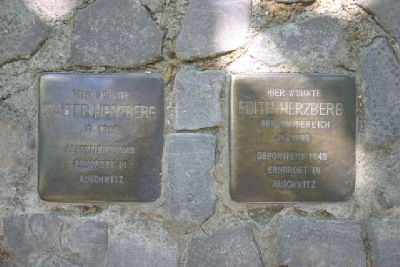 HIER WOHNTE
WALTER HERZBERG
JG.
DEPORTIERT 1943
ERMORDET IN
AUSCHWITZ
HIER WOHNTE
EDITH HERZBERG
GEB. WUNDERLICH
JG.
DEPORTIERT 1943
ERMORDET IN
AUSCHWITZ